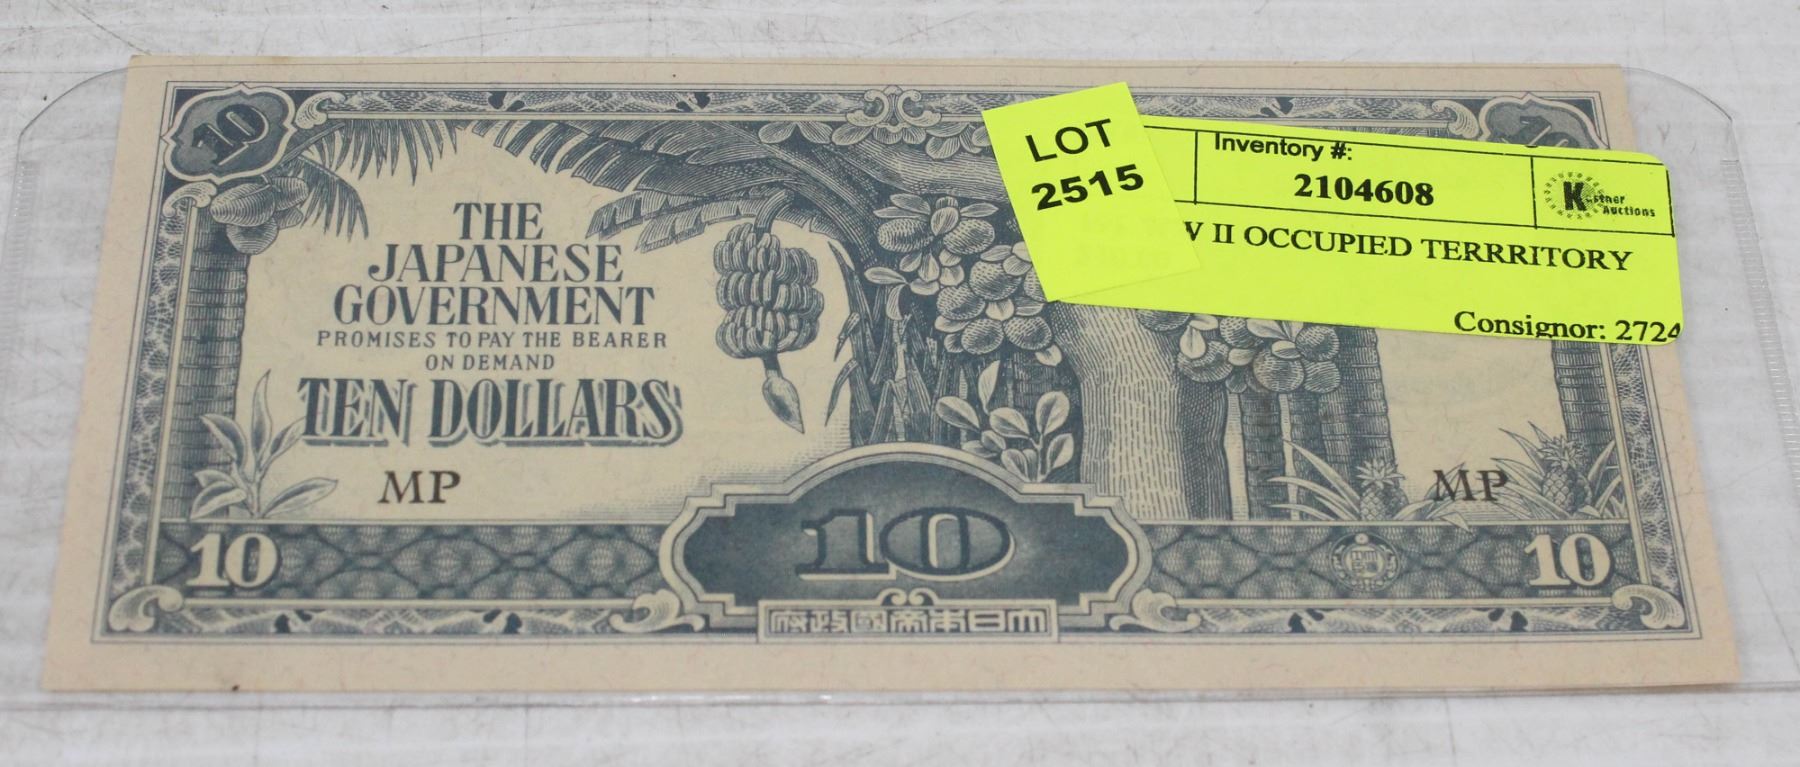 10
THE
JAPANESE
GOVERNMENT
PROMISES TO PAY THE BEARER
ON DEMAND
TEN DOLLARS
MP
MP
10
10
10
府政國帝本日大
LOT
2515
Inventory #:
2104608
Auctions
II OCCUPIED TERRRITORY
Consignor: 2724